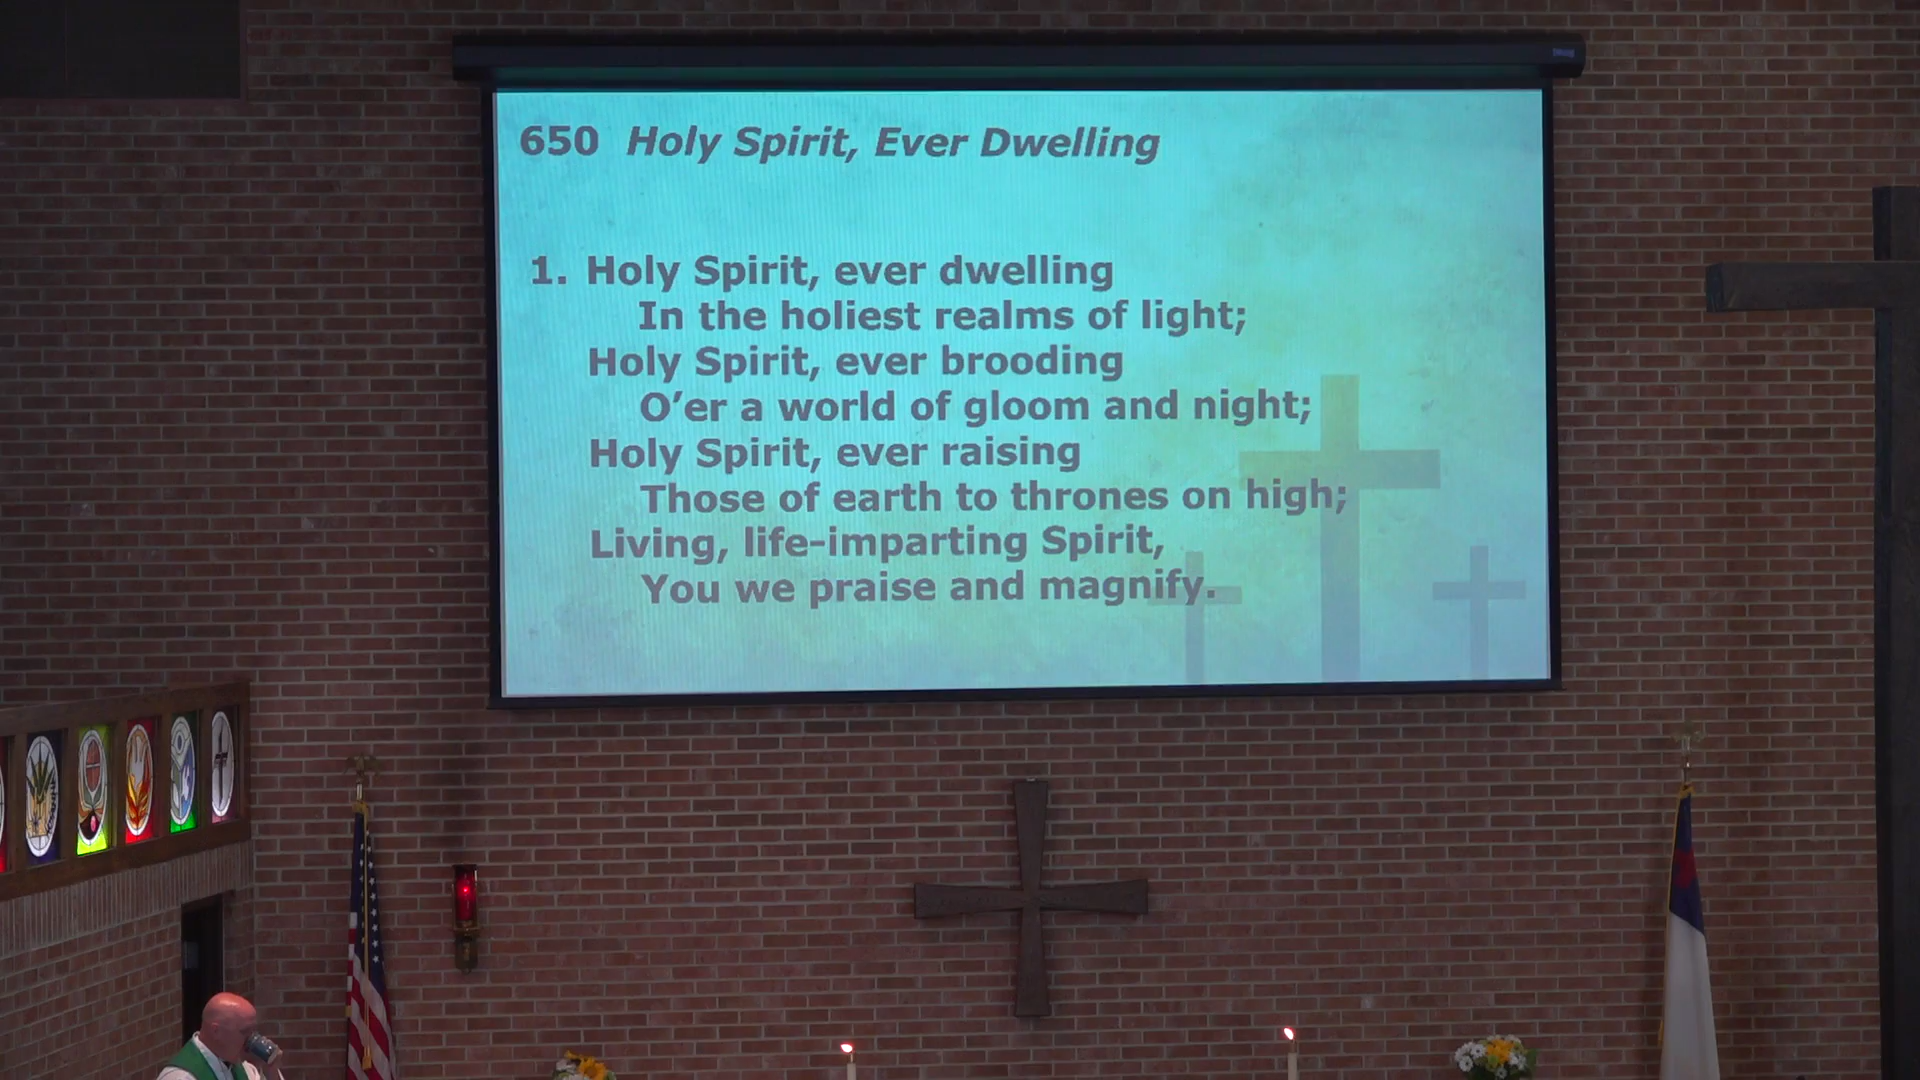 650 Holy Spirit, Ever Dwelling
1. Holy Spirit, ever dwelling
In the holiest realms of light;
Holy Spirit, ever brooding
O’er a world of gloom and night;
Holy Spirit, ever raising
Those of earth to thrones on high;
Living, life-imparting Spirit,
You we praise and magnify.